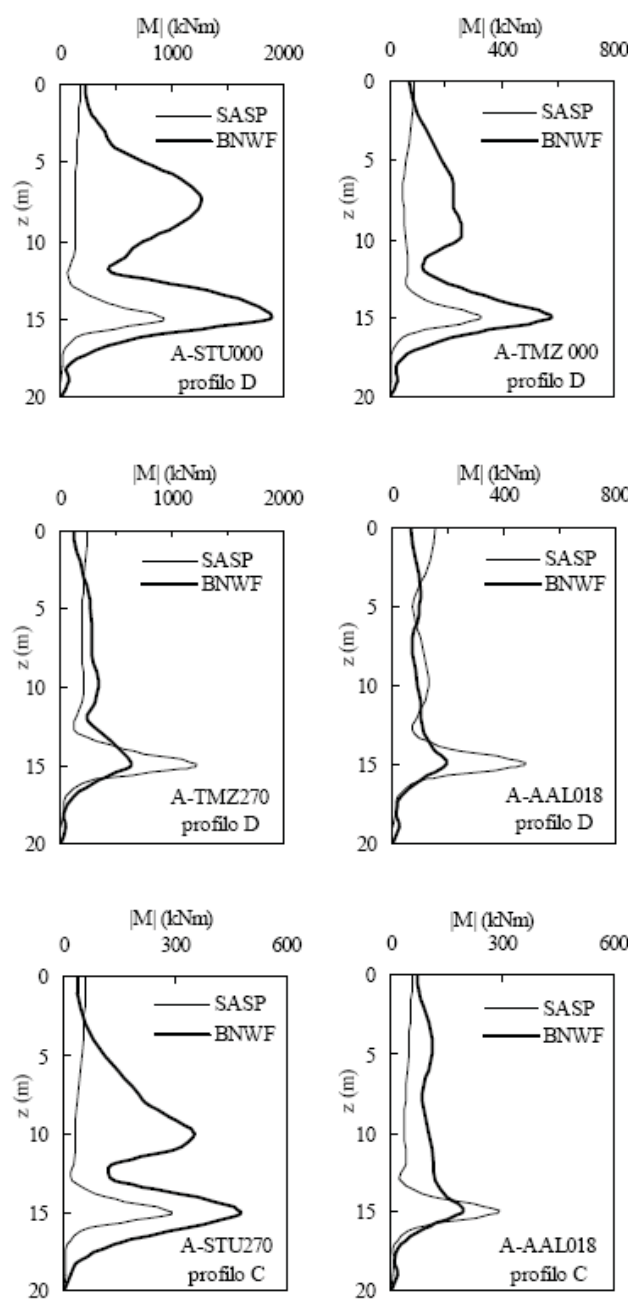 |M| (kNm)
0 1000 2000
0
5
10
15
20
z (m)
SASP
BNWF
A-STU000
profilo D
|M| (kNm)
0 400 800
0
5
10
15
20
z (m)
SASP
BNWF
A-TMZ 000
profilo D
|M| (kNm)
0 1000 2000
0
5
10
15
20
z (m)
SASP
BNWF
A-TMZ270
profilo D
|M| (kNm)
0 400 800
0
5
10
15
20
z (m)
SASP
BNWF
A-AAL018
profilo D
|M| (kNm)
0 300 600
0
5
10
15
20
z (m)
SASP
BNWF
A-STU270
profilo C
|M| (kNm)
0 300 600
0
5
10
15
20
z (m)
SASP
BNWF
A-AAL018
profilo C